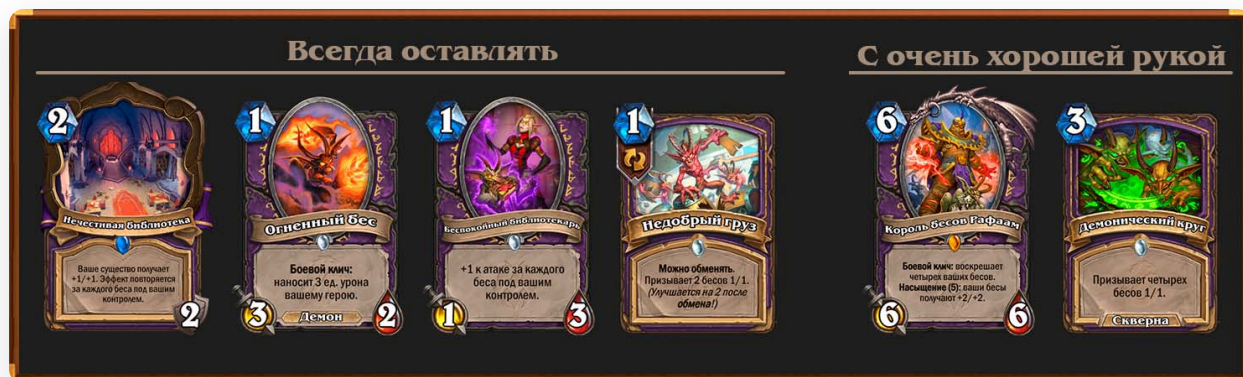 Всегда оставлять
С очень хорошей рукой
2
Нечестивая библиотека
Ваше существо получает
+1/+1. Эффект повторяется
за каждого беса под вашим
контролем.
2
1
Огненный бес
Боевой клич:
наносит 3 ед. урона
вашему герою.
3
Демон
2
1
Беспокойный библиотекарь
+1 к атаке за каждого
беса под вашим
контролем.
1
3
1
Недобрый груз
Можно обменять.
Призывает 2 бесов 1/1.
(Улучшается на 2 после
обмена!)
6
Король бесов Рафаам
Боевой клич: воскрешает
четырех ваших бесов.
Насыщение (5): ваши бесы
получают +2/+2.
6
6
3
Демонический круг
Призывает четырех
бесов 1/1.
Скверна